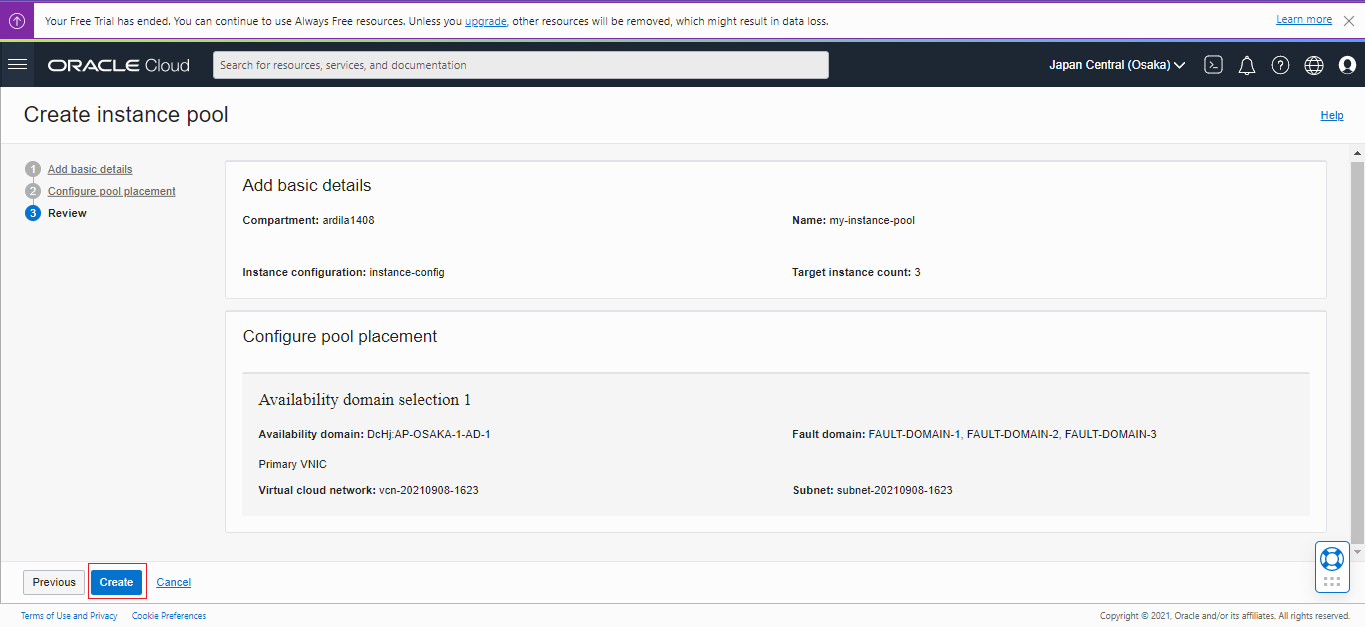 Your Free Trial has ended. You can continue to use Always Free resources. Unless you upgrade, other resources will be removed, which might result in data loss.
Learn more
ORACLE Cloud
Search for resources, services, and documentation
Japan Central (Osaka)
Create instance pool
Help
1 Add basic details
2 Configure pool placement
3 Review
Add basic details
Compartment: ardila1408
Name: my-instance-pool
Instance configuration: instance-config
Target instance count: 3
Configure pool placement
Availability domain selection 1
Availability domain: DcHj:AP-OSAKA-1-AD-1
Fault domain: FAULT-DOMAIN-1, FAULT-DOMAIN-2, FAULT-DOMAIN-3
Primary VNIC
Virtual cloud network: vcn-20210908-1623
Subnet: subnet-20210908-1623
Previous
Create
Cancel
Terms of Use and Privacy
Cookie Preferences
Copyright © 2021, Oracle and/or its affiliates. All rights reserved.